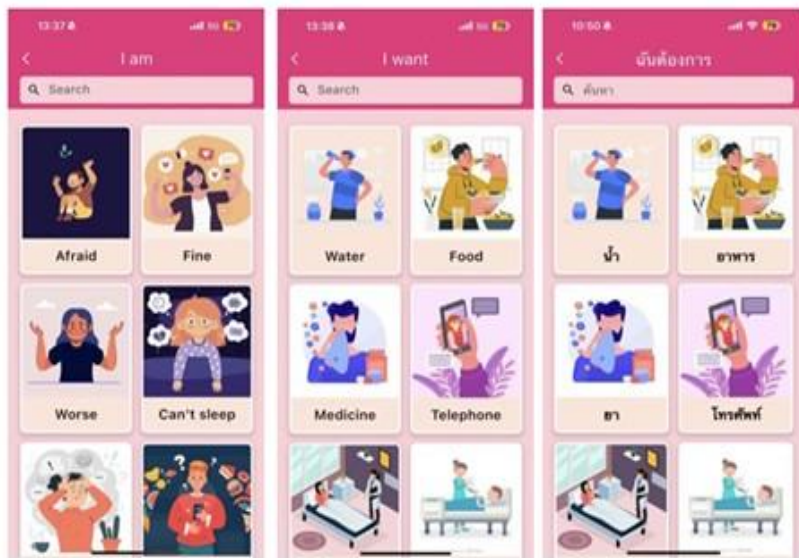 13:37
I am
Search
Afraid
Fine
Worse
Can't sleep
13:38
I want
Search
Water
Food
Medicine
Telephone
10:50
ฉันต้องการ
ค้นหา
น้ำ
อาหาร
ยา
โทรศัพท์